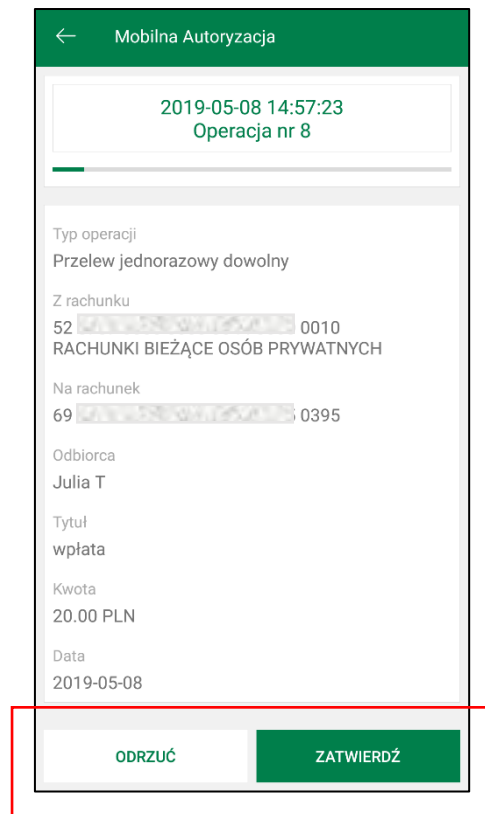 Mobilna Autoryzacja
2019-05-08 14:57:23
Operacja nr 8
Typ operacji
Przelew jednorazowy dowolny
Z rachunku
52 0010
RACHUNKI BIEŻĄCE OSÓB PRYWATNYCH
Na rachunek
69 0395
Odbiorca
Julia T
Tytuł
wpłata
Kwota
20.00 PLN
Data
2019-05-08
ODRZUĆ ZATWIERDŹ